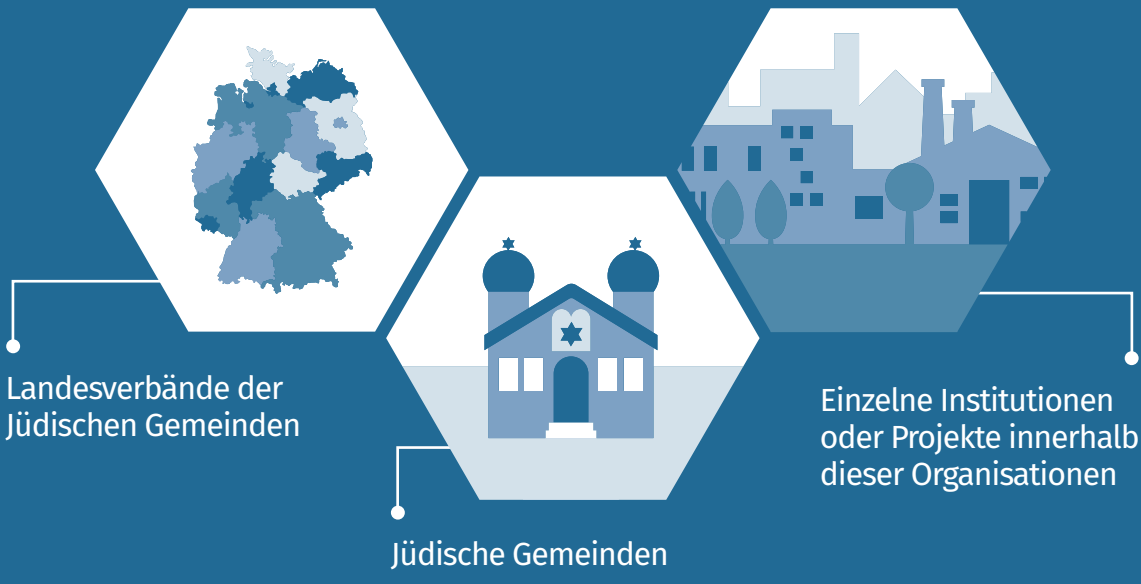 Landesverbände der
Jüdischen Gemeinden
Jüdische Gemeinden
Einzelne Institutionen
oder Projekte innerhalb
dieser Organisationen